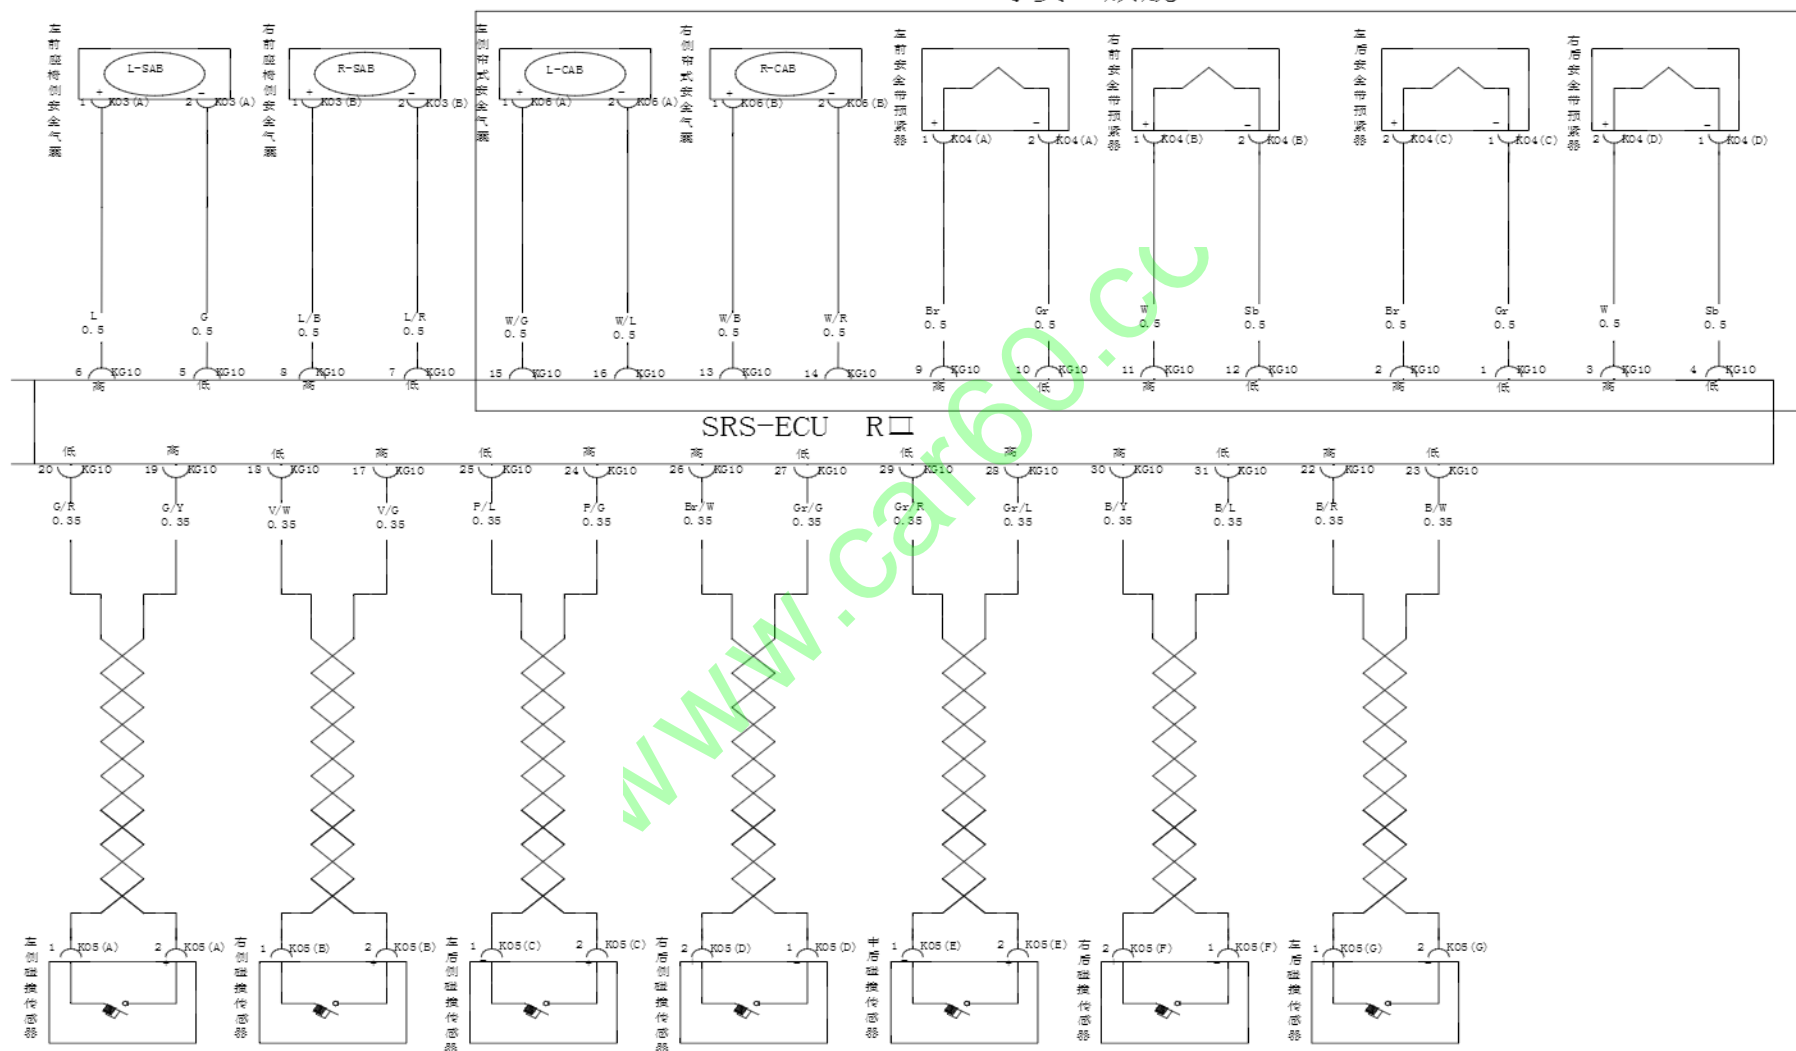 左前座椅侧安全气囊
L-SAB
+ -
1 K03(A) 2 K03(A)
右前座椅侧安全气囊
R-SAB
+ -
1 K03(B) 2 K03(B)
左侧帘式安全气囊
L-CAB
+ -
1 K06(A) 2 K06(A)
右侧帘式安全气囊
R-CAB
+ -
1 K06(B) 2 K06(B)
左前安全带预紧器
+ -
1 K04(A) 2 K04(A)
右前安全带预紧器
+ -
1 K04(B) 2 K04(B)
左后安全带预紧器
+ -
2 K04(C) 1 K04(C)
右后安全带预紧器
+ -
2 K04(D) 1 K04(D)
L G L/B L/R W/G W/L W/B W/R Br Gr W Sb Br Gr W Sb
0.5 0.5 0.5 0.5 0.5 0.5 0.5 0.5 0.5 0.5 0.5 0.5 0.5 0.5 0.5 0.5
6 KG10 5 KG10 8 KG10 7 KG10 15 KG10 16 KG10 13 KG10 14 KG10 9 KG10 10 KG10 11 KG10 12 KG10 2 KG10 1 KG10 3 KG10 4 KG10
高 低 高 低 高 低 高 低 高 低 高 低
SRS-ECU R口
低 高 低 高 低 高 高 低 低 高 高 低 高 低
20 KG10 19 KG10 18 KG10 17 KG10 25 KG10 24 KG10 26 KG10 27 KG10 29 KG10 28 KG10 30 KG10 31 KG10 22 KG10 23 KG10
G/R G/Y V/W V/G P/L P/G Br/W Gr/G Gr/R Gr/L B/Y B/L B/R B/W
0.35 0.35 0.35 0.35 0.35 0.35 0.35 0.35 0.35 0.35 0.35 0.35 0.35 0.35
www.car60.co
1 K05(A) 2 K05(A) 1 K05(B) 2 K05(B) 1 K05(C) 2 K05(C) 2 K05(D) 1 K05(D) 1 K05(E) 2 K05(E) 2 K05(F) 1 K05(F) 1 K05(G) 2 K05(G)
左侧碰撞传感器
右侧碰撞传感器
左后侧碰撞传感器
右后侧碰撞传感器
中后碰撞传感器
右前碰撞传感器
左前碰撞传感器